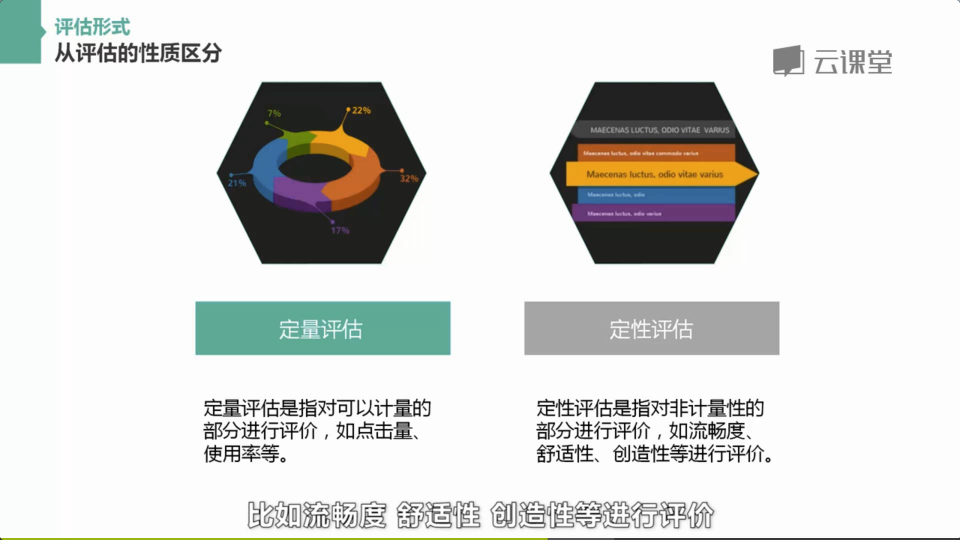 评估形式
从评估的性质区分
云课堂
7%
22%
21%
32%
17%
MAECENAS LUCTUS, ODIO VITAE VARIUS
Maecenas luctus, odio vitae commodo varius
Maecenas luctus, odio vitae varius
Maecenas luctus, odio
Maecenas luctus, odio varius
定量评估
定性评估
定量评估是指对可以计量的
部分进行评价，如点击量、
使用率等。
定性评估是指对非计量性的
部分进行评价，如流畅度、
舒适性、创造性等进行评价。
比如流畅度 舒适性 创造性等进行评价